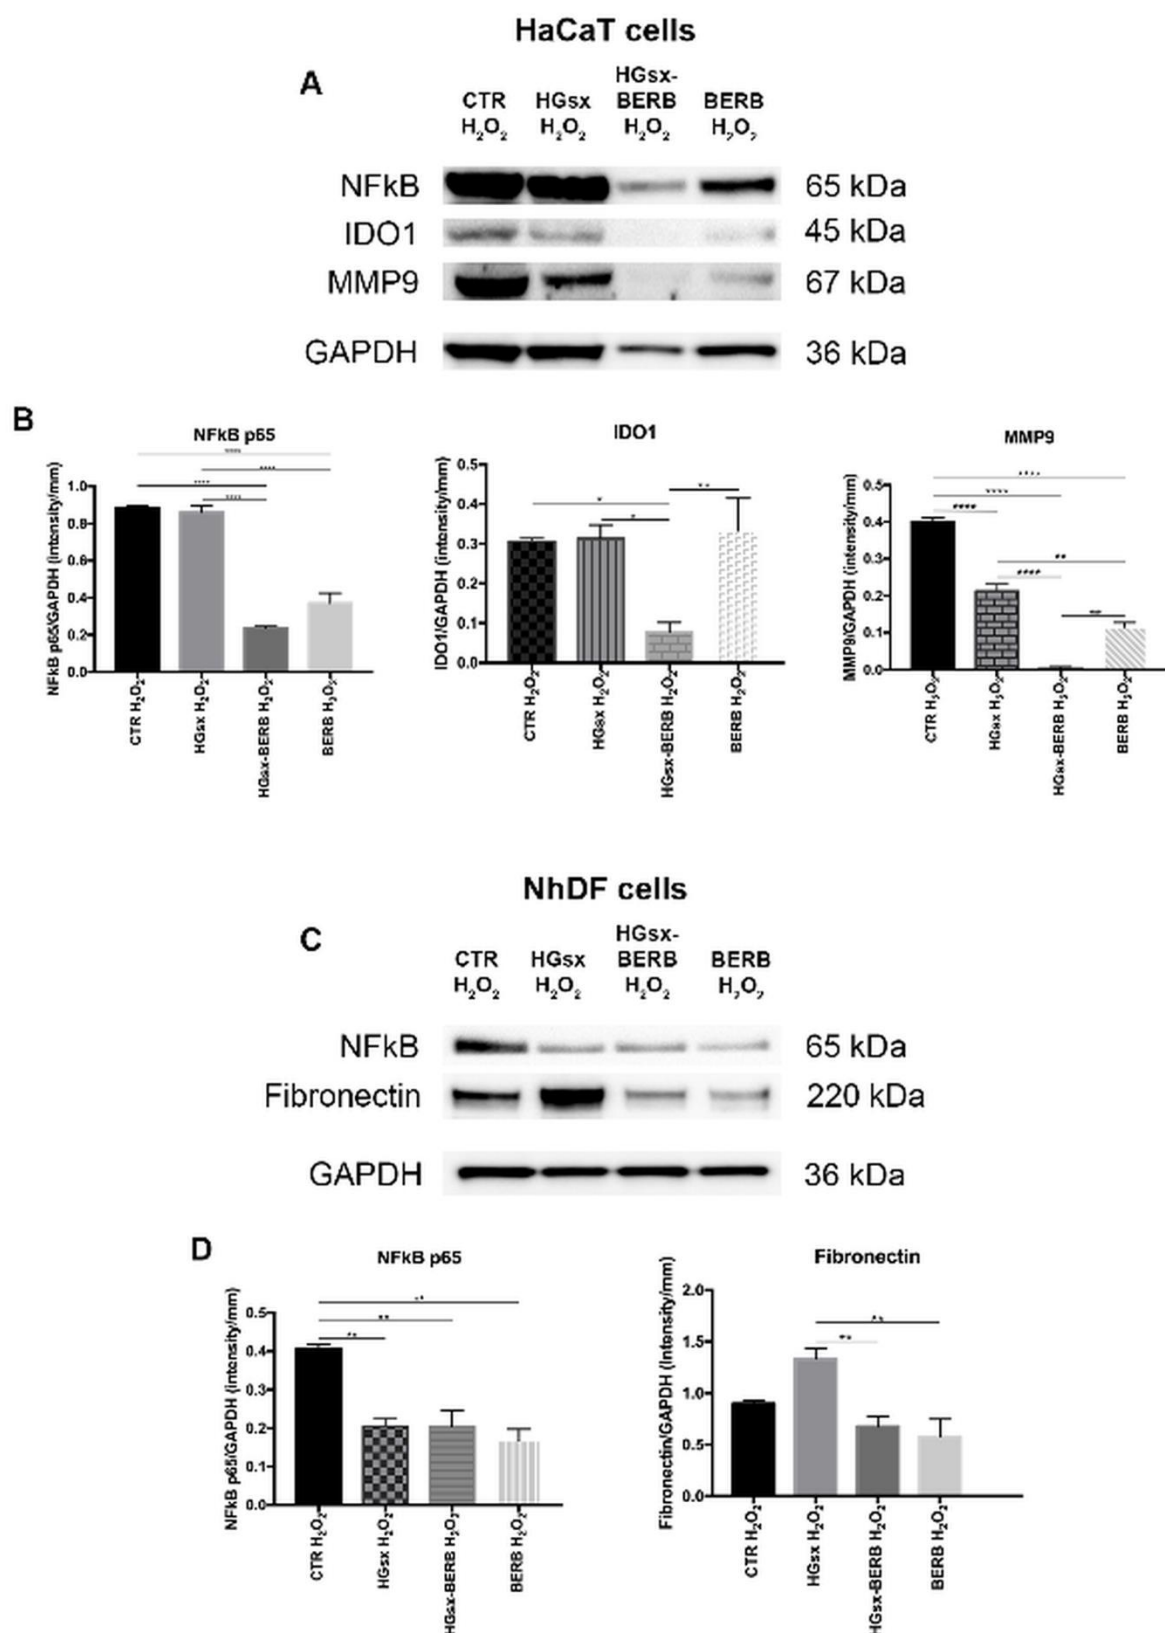 HaCaT cells
A
CTR HGsx HGsx-BERB BERB
H₂O₂ H₂O₂ H₂O₂ H₂O₂
NFkB 65 kDa
IDO1 45 kDa
MMP9 67 kDa
GAPDH 36 kDa
B
NFkB p65
NFkB p65/GAPDH (intensity/mm)
1.0
0.8
0.6
0.4
0.2
0.0
CTR H₂O₂
HGsx H₂O₂
HGsx-BERB H₂O₂
BERB H₂O₂
IDO1
IDO1/GAPDH (intensity/mm)
0.5
0.4
0.3
0.2
0.1
0.0
*
*
**
CTR H₂O₂
HGsx H₂O₂
HGsx-BERB H₂O₂
BERB H₂O₂
MMP9
MMP9/GAPDH (intensity/mm)
0.5
0.4
0.3
0.2
0.1
0.0
CTR H₂O₂
HGsx H₂O₂
HGsx-BERB H₂O₂
BERB H₂O₂
NhDF cells
C
CTR HGsx HGsx-BERB BERB
H₂O₂ H₂O₂ H₂O₂ H₂O₂
NFkB 65 kDa
Fibronectin 220 kDa
GAPDH 36 kDa
D
NFkB p65
NFkB p65/GAPDH (intensity/mm)
0.5
0.4
0.3
0.2
0.1
0.0
CTR H₂O₂
HGsx H₂O₂
HGsx-BERB H₂O₂
BERB H₂O₂
Fibronectin
Fibronectin/GAPDH (Intensity/mm)
2.0
1.5
1.0
0.5
0.0
CTR H₂O₂
HGsx H₂O₂
HGsx-BERB H₂O₂
BERB H₂O₂